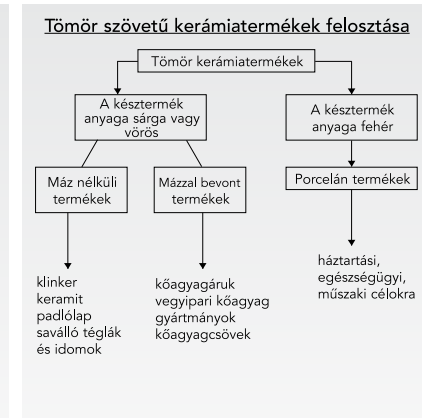 Tömör szövetű kerámiatermékek felosztása
Tömör kerámiatermékek
A késztermék
anyaga sárga vagy
vörös
A késztermék
anyaga fehér
Máz nélküli
termékek
Mázzal bevont
termékek
Porcelán termékek
klinker
keramit
padlólap
saválló téglák
és idomok
kőagyagáruk
vegyipari kőagyag
gyártmányok
kőagyagcsövek
háztartási,
egészségügyi,
műszaki célokra